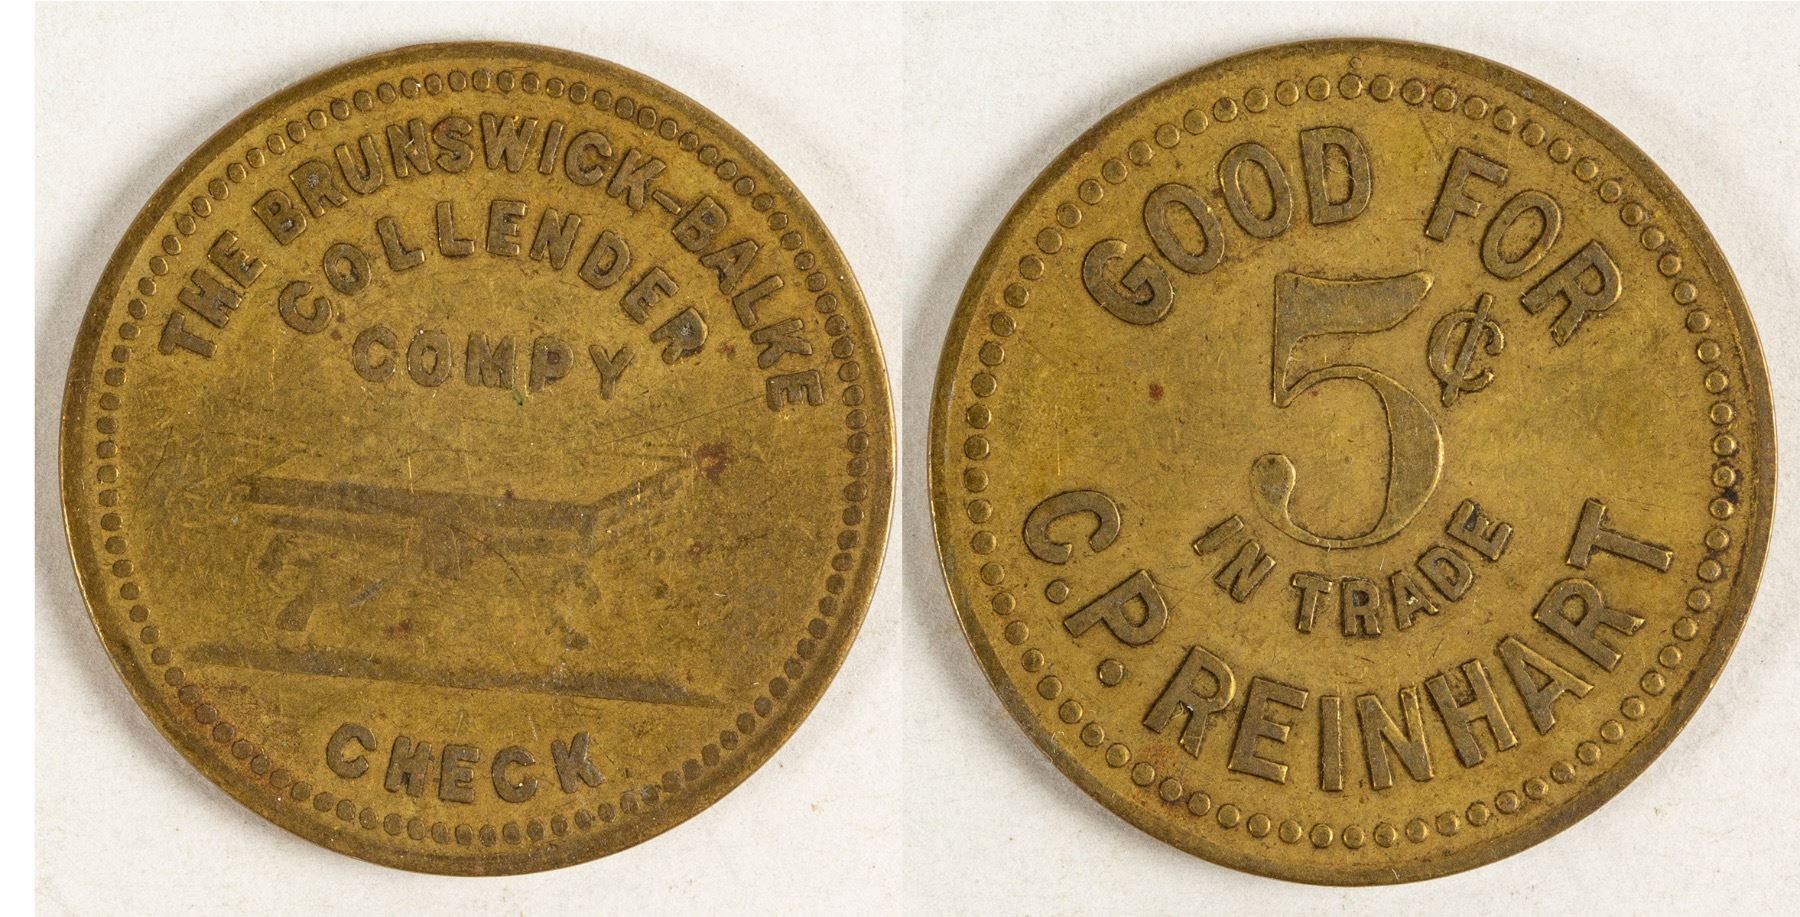 THE BRUNSWICK-BALKE
COLLENDER
COMPY
CHECK
GOOD FOR
5¢
IN TRADE
C.P. REINHART